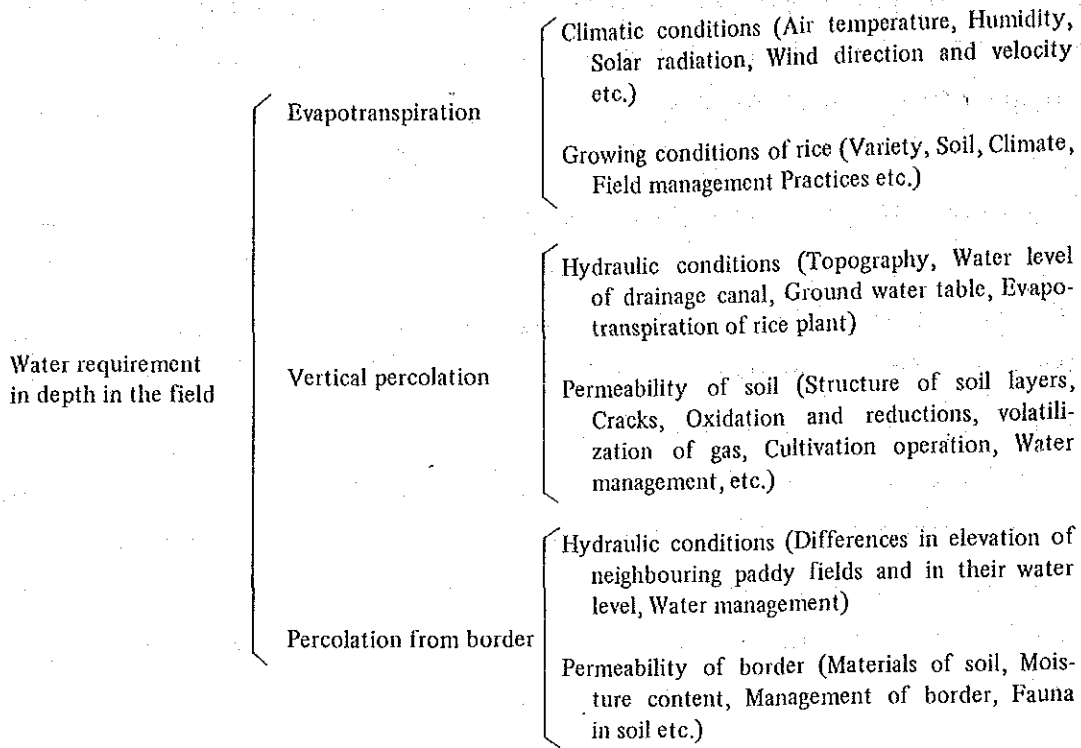 Water requirement
in depth in the field
Evapotranspiration
Climatic conditions (Air temperature, Humidity,
Solar radiation, Wind direction and velocity
etc.)
Growing conditions of rice (Variety, Soil, Climate,
Field management Practices etc.)
Vertical percolation
Hydraulic conditions (Topography, Water level
of drainage canal, Ground water table, Evapo-
transpiration of rice plant)
Permeability of soil (Structure of soil layers,
Cracks, Oxidation and reductions, volatili-
zation of gas, Cultivation operation, Water
management, etc.)
Percolation from border
Hydraulic conditions (Differences in elevation of
neighbouring paddy fields and in their water
level, Water management)
Permeability of border (Materials of soil, Mois-
ture content, Management of border, Fauna
in soil etc.)